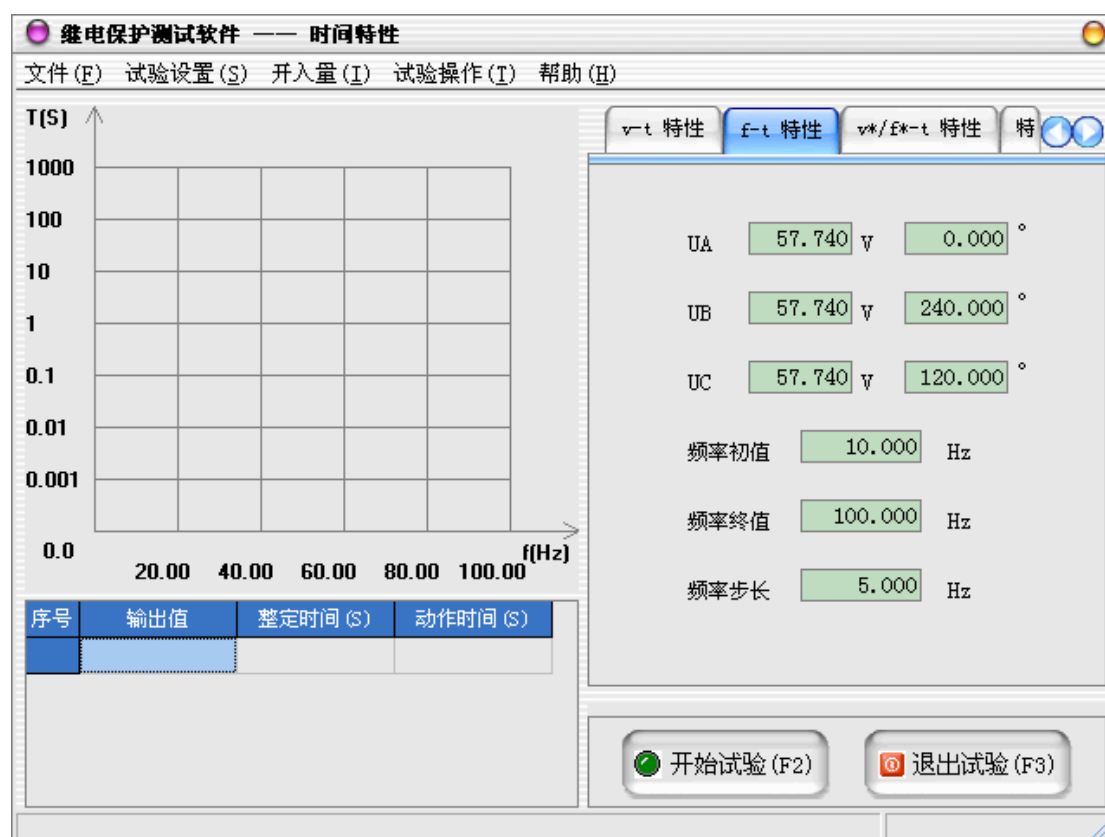 继电保护测试软件 —— 时间特性
文件(F) 试验设置(S) 开入量(I) 试验操作(T) 帮助(H)
T(S)
1000
100
10
1
0.1
0.01
0.001
0.0
20.00 40.00 60.00 80.00 100.00
f(Hz)
序号 输出值 整定时间(S) 动作时间(S)
v-t 特性 f-t 特性 v*/f*-t 特性 特
UA 57.740 V 0.000 °
UB 57.740 V 240.000 °
UC 57.740 V 120.000 °
频率初值 10.000 Hz
频率终值 100.000 Hz
频率步长 5.000 Hz
开始试验(F2) 退出试验(F3)